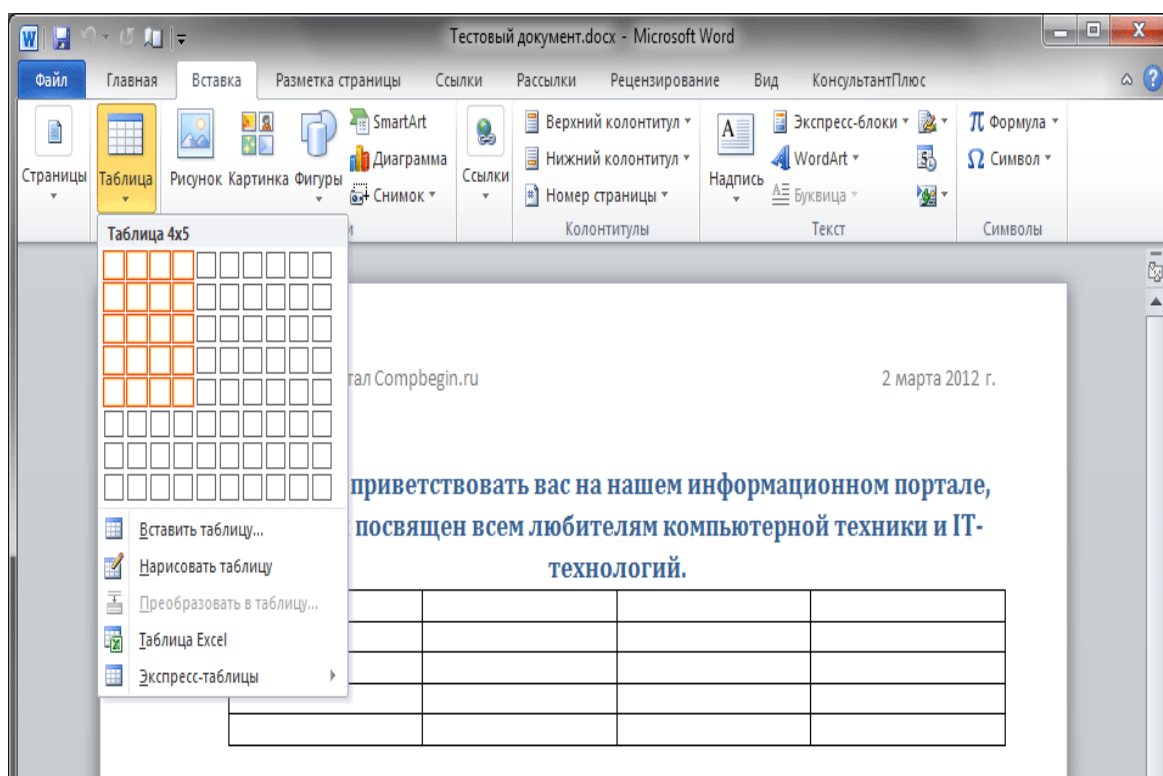 Тестовый документ.docx - Microsoft Word
Файл Главная Вставка Разметка страницы Ссылки Рассылки Рецензирование Вид КонсультантПлюс
Страницы
Таблица
Рисунок Картинка Фигуры
SmartArt
Диаграмма
Снимок
Ссылки
Верхний колонтитул
Нижний колонтитул
Номер страницы
Колонтитулы
Надпись
Экспресс-блоки
WordArt
Буквица
Текст
π Формула
Ω Символ
Символы
Таблица 4x5
Вставить таблицу...
Нарисовать таблицу
Преобразовать в таблицу...
Таблица Excel
Экспресс-таблицы
Compbegin.ru 2 марта 2012 г.
приветствовать вас на нашем информационном портале,
посвящен всем любителям компьютерной техники и IT-
технологий.